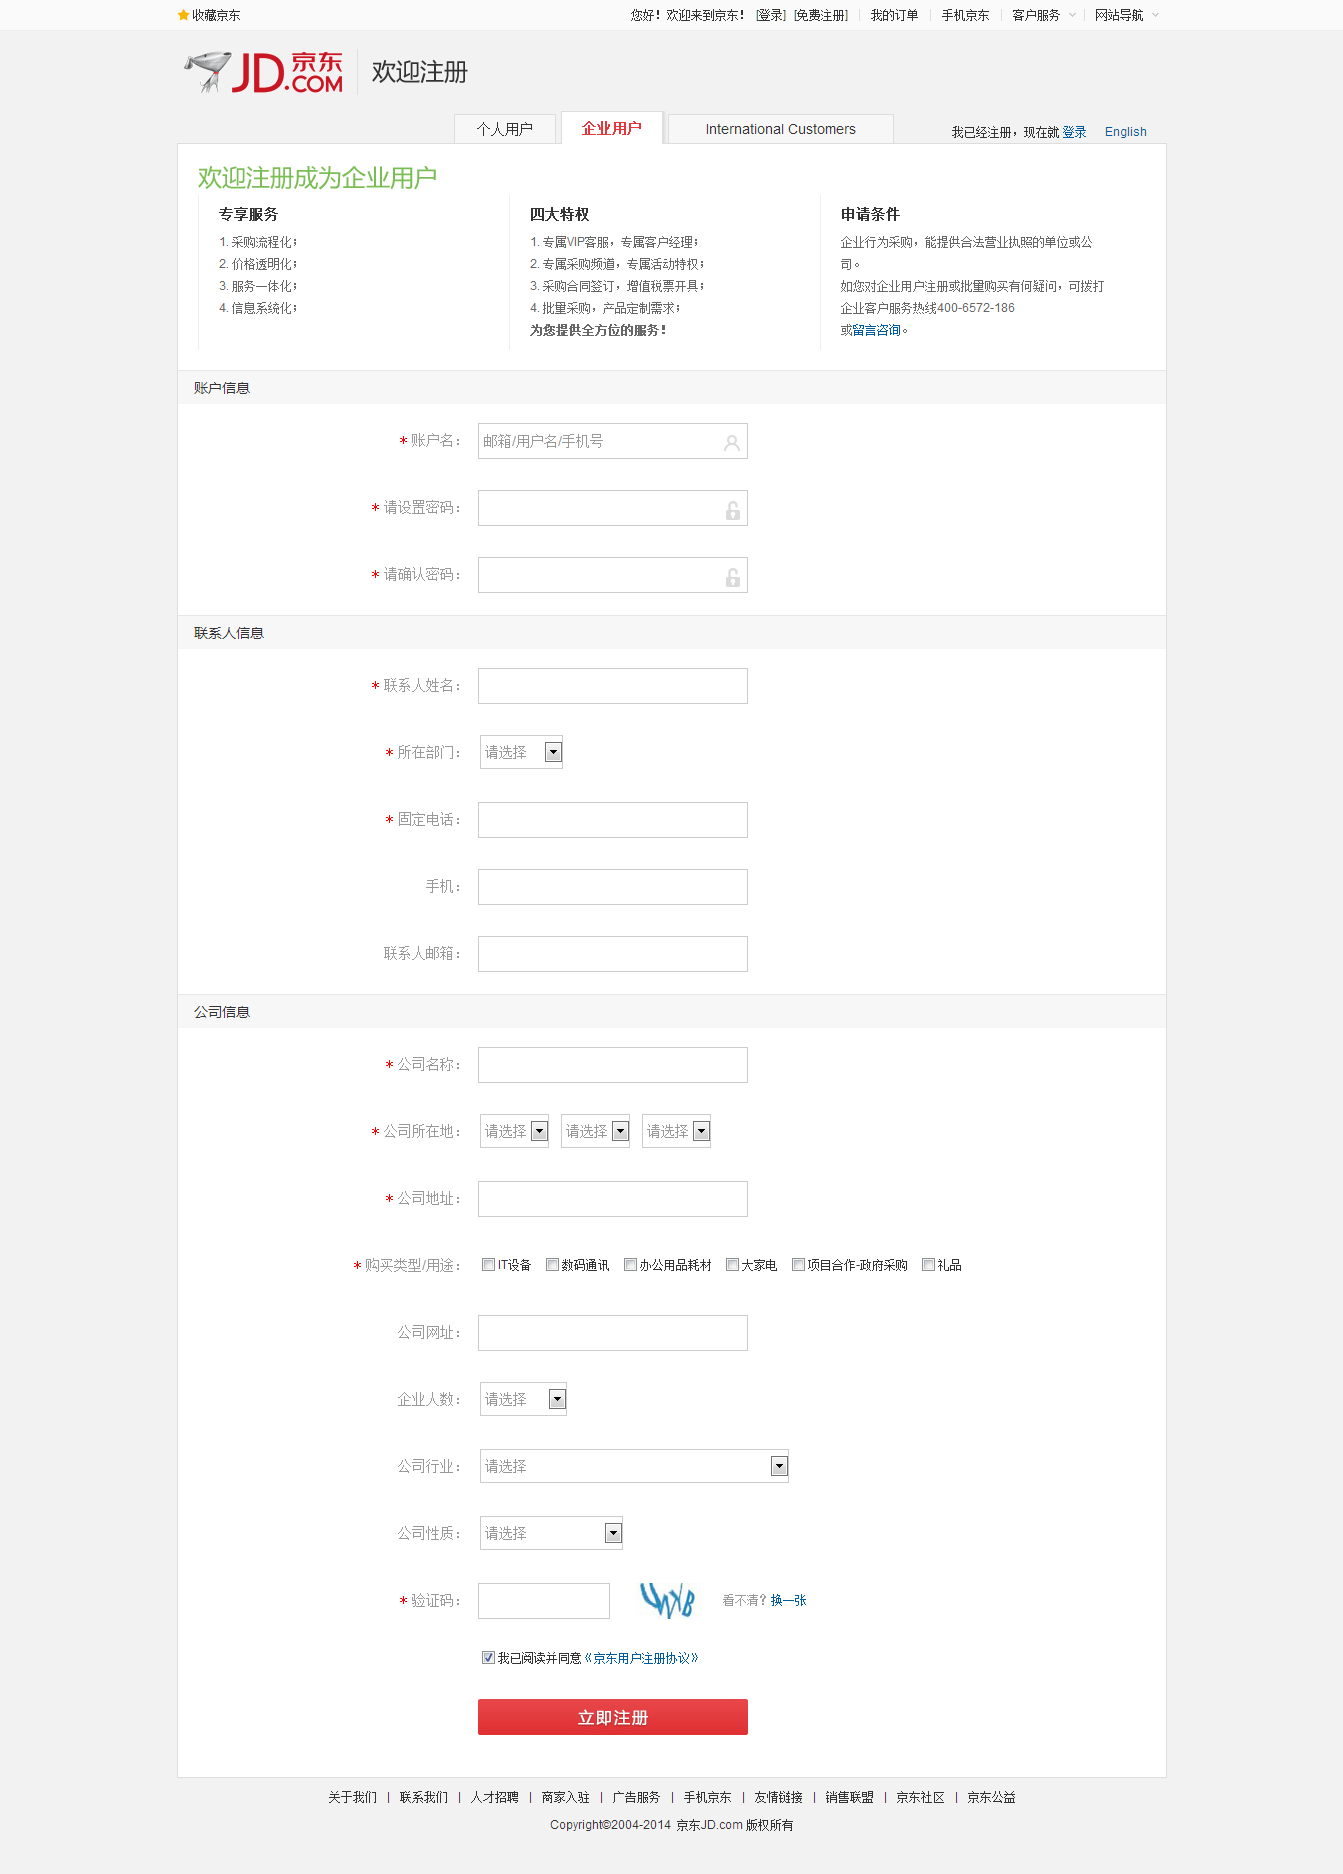 收藏京东
您好！欢迎来到京东！ [登录] [免费注册] 我的订单 手机京东 客户服务 网站导航
JD.COM 京东 欢迎注册
个人用户 企业用户 International Customers 我已经注册，现在就 登录 English
欢迎注册成为企业用户
专享服务
1. 采购流程化；
2. 价格透明化；
3. 服务一体化；
4. 信息系统化；
四大特权
1. 专属VIP客服，专属客户经理；
2. 专属采购频道，专属活动特权；
3. 采购合同签订，增值税票开具；
4. 批量采购，产品定制需求；
为您提供全方位的服务！
申请条件
企业行为采购，能提供合法营业执照的单位或公
司。
如您对企业用户注册或批量购买有何疑问，可拨打
企业客户服务热线400-6572-186
或留言咨询。
账户信息
*账户名： 邮箱/用户名/手机号
*请设置密码：
*请确认密码：
联系人信息
*联系人姓名：
*所在部门： 请选择
*固定电话：
手机：
联系人邮箱：
公司信息
*公司名称：
*公司所在地： 请选择 请选择 请选择
*公司地址：
*购买类型/用途： IT设备 数码通讯 办公用品耗材 大家电 项目合作-政府采购 礼品
公司网址：
企业人数： 请选择
公司行业： 请选择
公司性质： 请选择
*验证码： 看不清？换一张
我已阅读并同意《京东用户注册协议》
立即注册
关于我们 | 联系我们 | 人才招聘 | 商家入驻 | 广告服务 | 手机京东 | 友情链接 | 销售联盟 | 京东社区 | 京东公益
Copyright©2004-2014 京东JD.com 版权所有